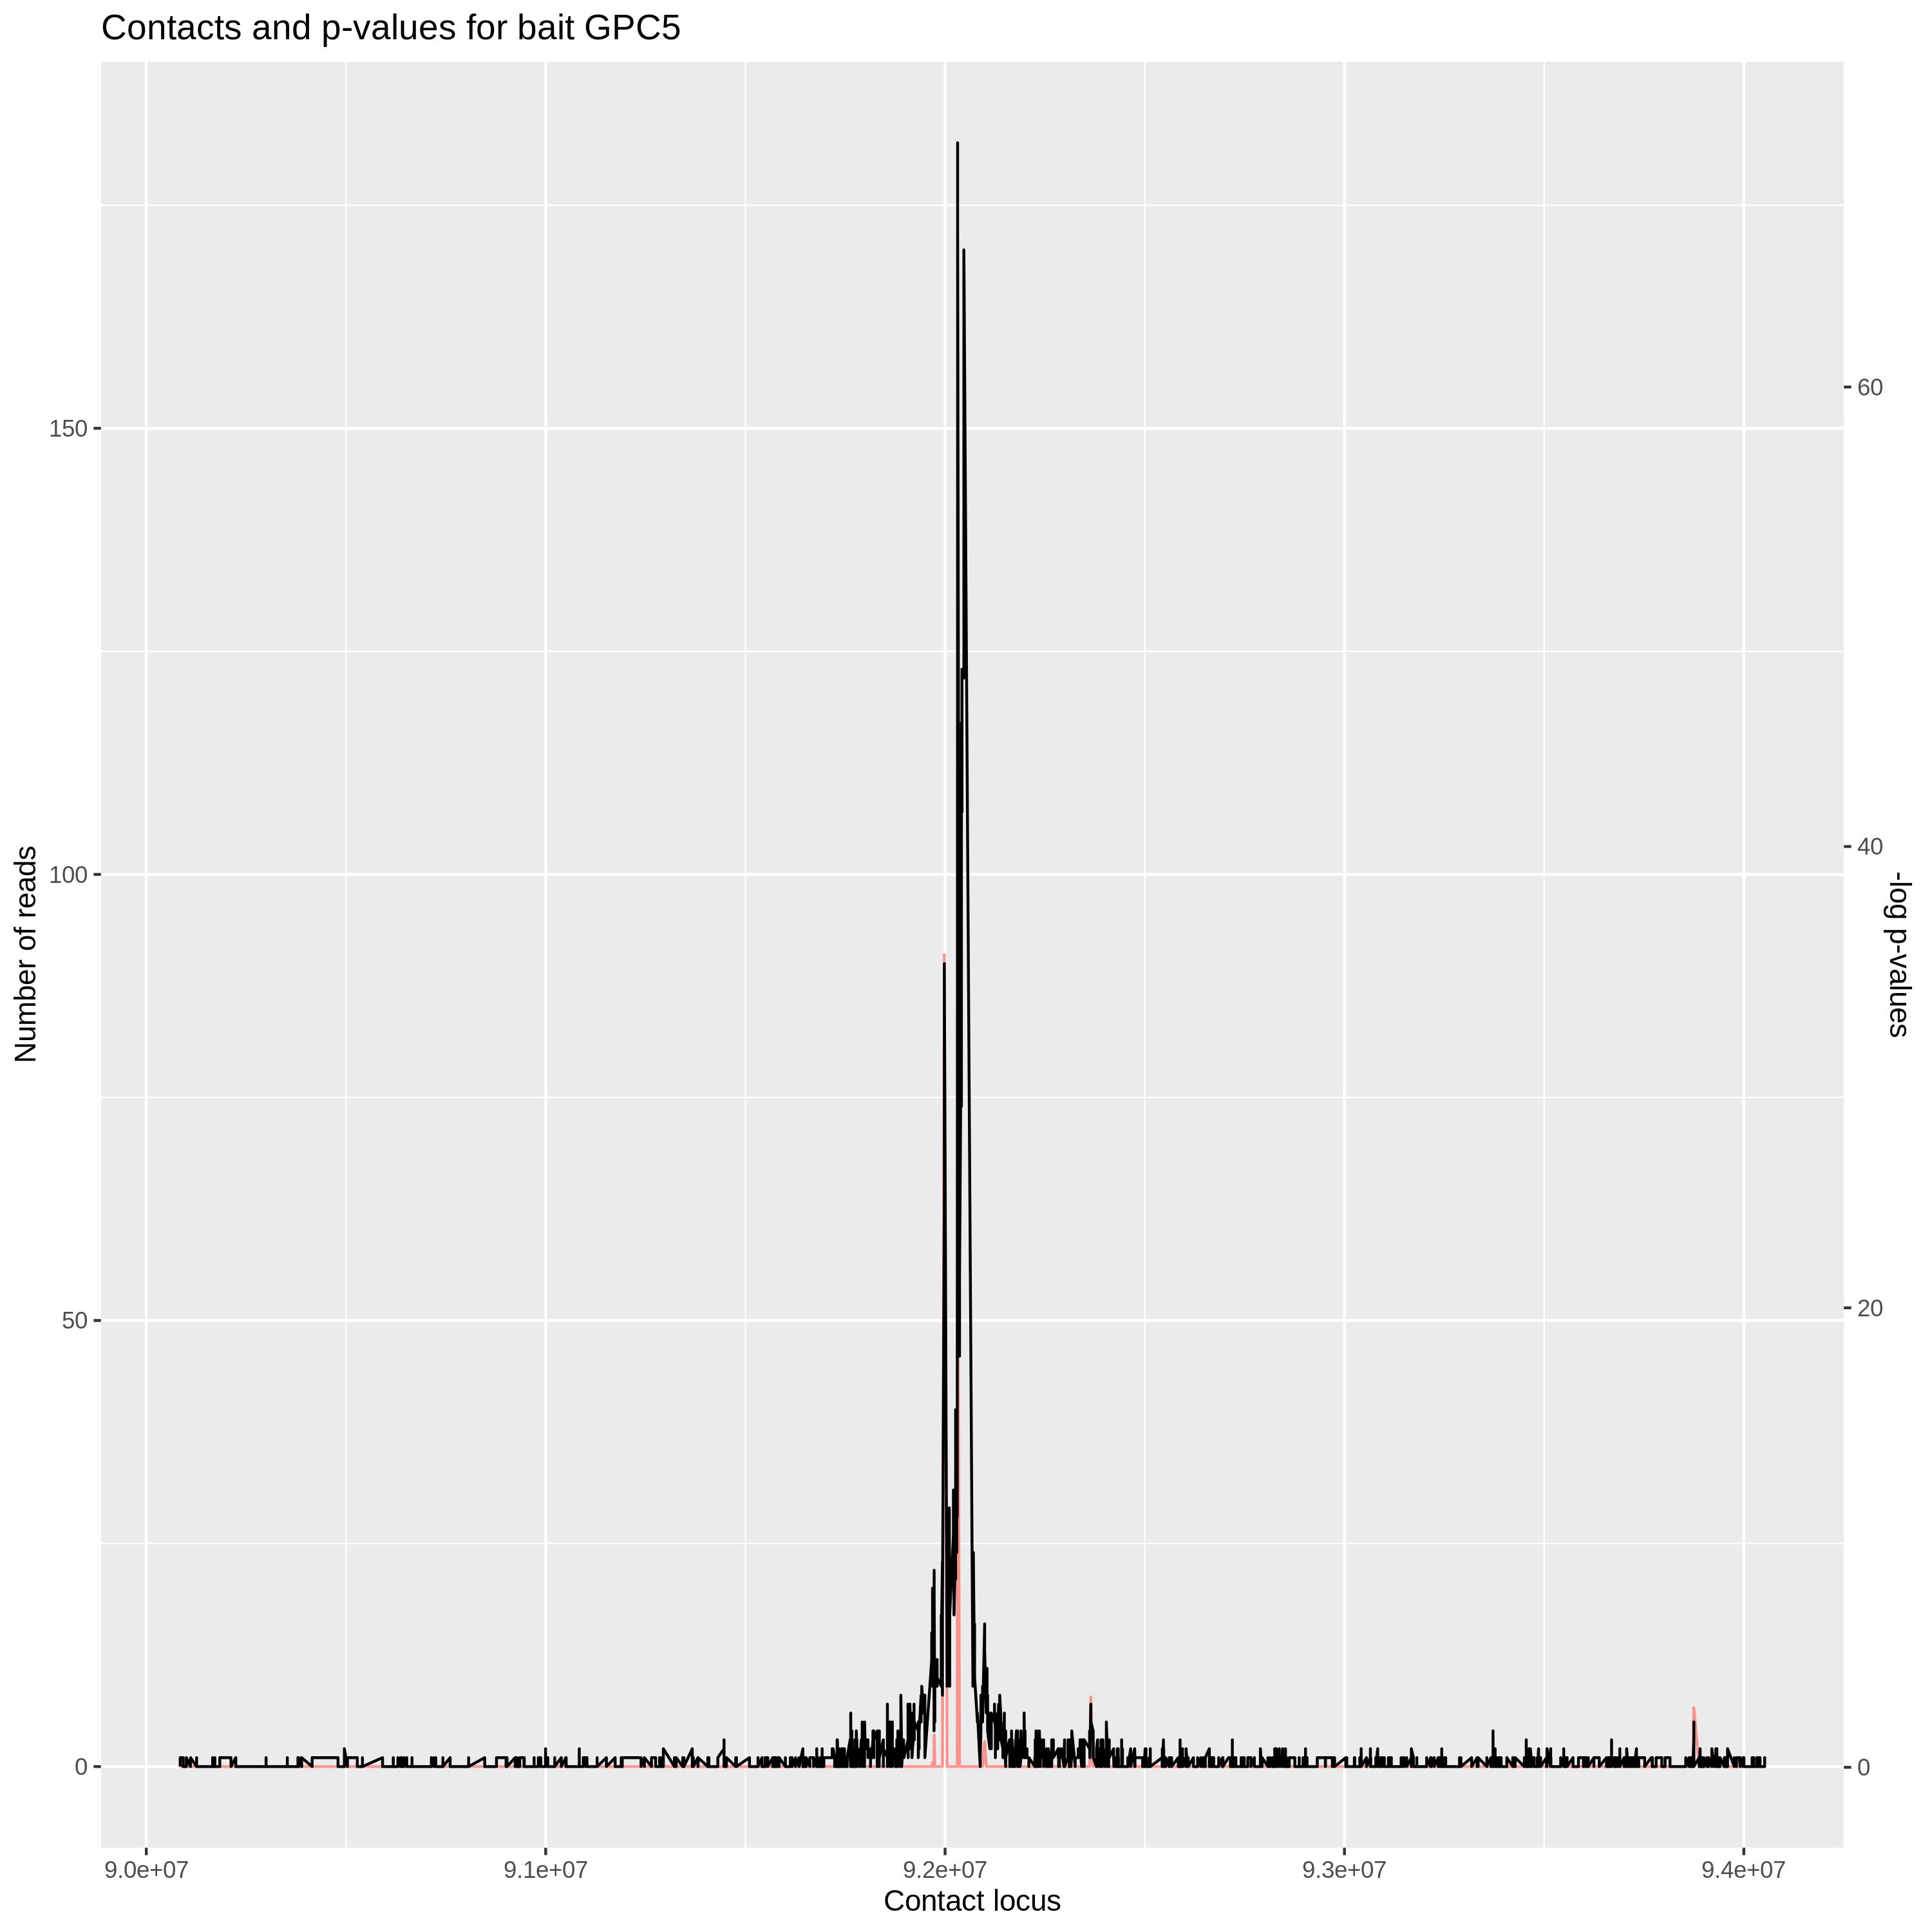 Contacts and p-values for bait GPC5
Number of reads
150
100
50
0
60
40
20
0
-log p-values
9.0e+07 9.1e+07 9.2e+07 9.3e+07 9.4e+07
Contact locus